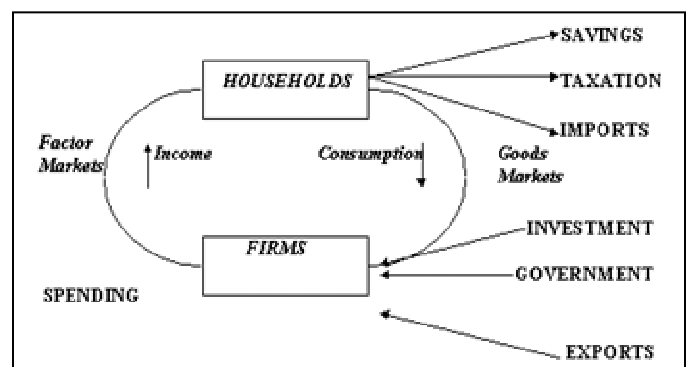 SAVINGS
HOUSEHOLDS
TAXATION
IMPORTS
Factor
Markets
Income
Consumption
Goods
Markets
INVESTMENT
FIRMS
GOVERNMENT
SPENDING
EXPORTS